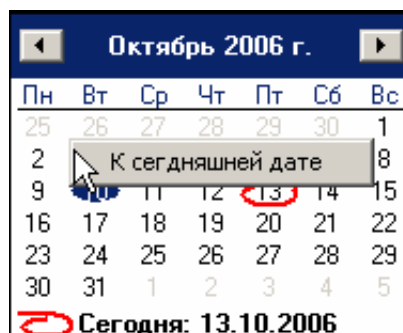 Октябрь 2006 г.
Пн Вт Ср Чт Пт Сб Вс
25 26 27 28 29 30 1
2 К сегдняшней дате 8
9 10 11 12 13 14 15
16 17 18 19 20 21 22
23 24 25 26 27 28 29
30 31 1 2 3 4 5
Сегодня: 13.10.2006